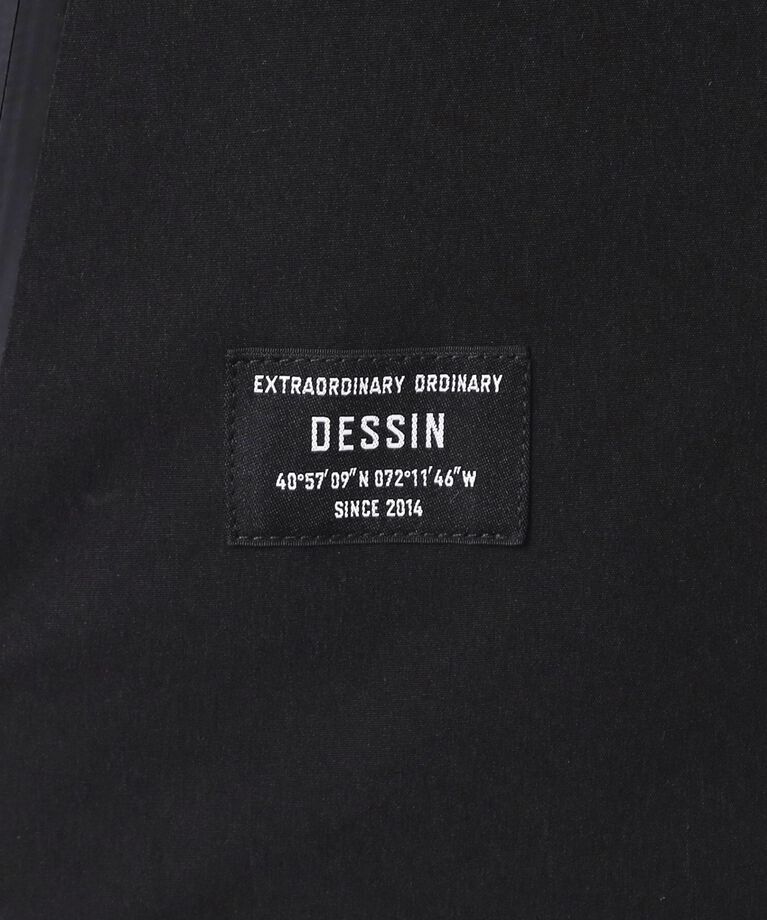 EXTRAORDINARY ORDINARY
DESSIN
40°57'09"N 072°11'46"W
SINCE 2014